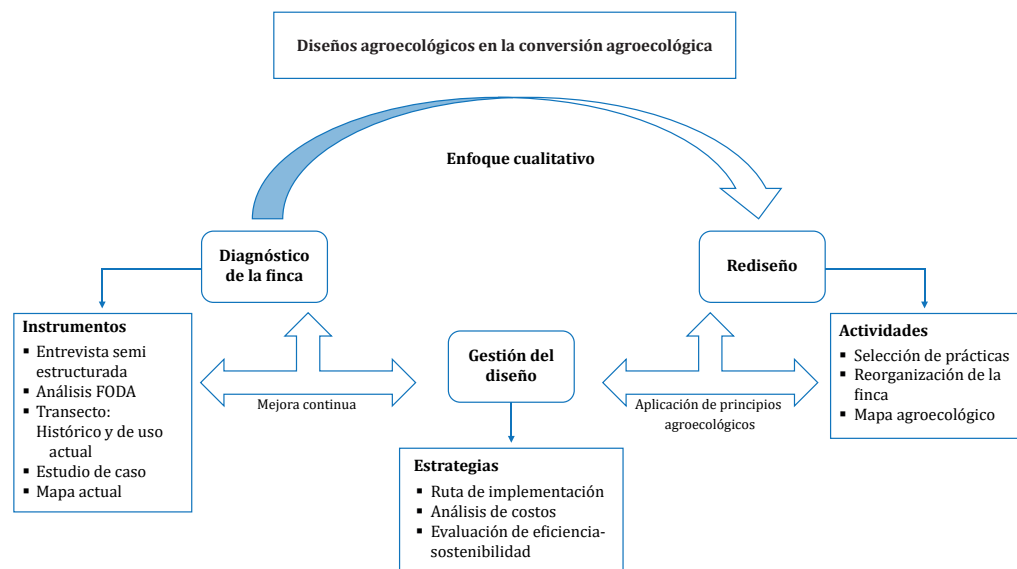 Diseños agroecológicos en la conversión agroecológica
Enfoque cualitativo
Diagnóstico
de la finca
Rediseño
Instrumentos
▪ Entrevista semi
estructurada
▪ Análisis FODA
▪ Transecto:
Histórico y de uso
actual
▪ Estudio de caso
▪ Mapa actual
Mejora continua
Gestión del
diseño
Aplicación de principios
agroecológicos
Actividades
▪ Selección de prácticas
▪ Reorganización de la
finca
▪ Mapa agroecológico
Estrategias
▪ Ruta de implementación
▪ Análisis de costos
▪ Evaluación de eficiencia-
sostenibilidad